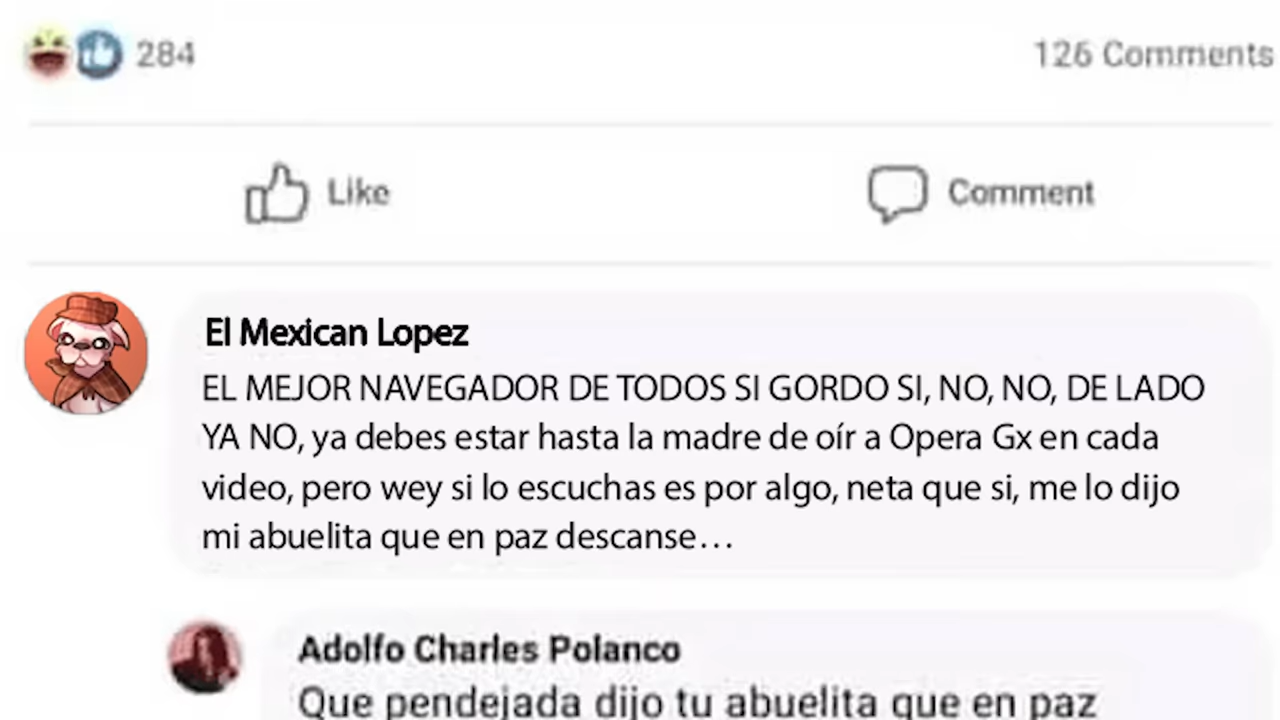 284
126 Comments
Like
Comment
El Mexican Lopez
EL MEJOR NAVEGADOR DE TODOS SI GORDO SI, NO, NO, DE LADO
YA NO, ya debes estar hasta la madre de oír a Opera Gx en cada
video, pero wey si lo escuchas es por algo, neta que si, me lo dijo
mi abuelita que en paz descanse…
Adolfo Charles Polanco
Que pendejada dijo tu abuelita que en paz